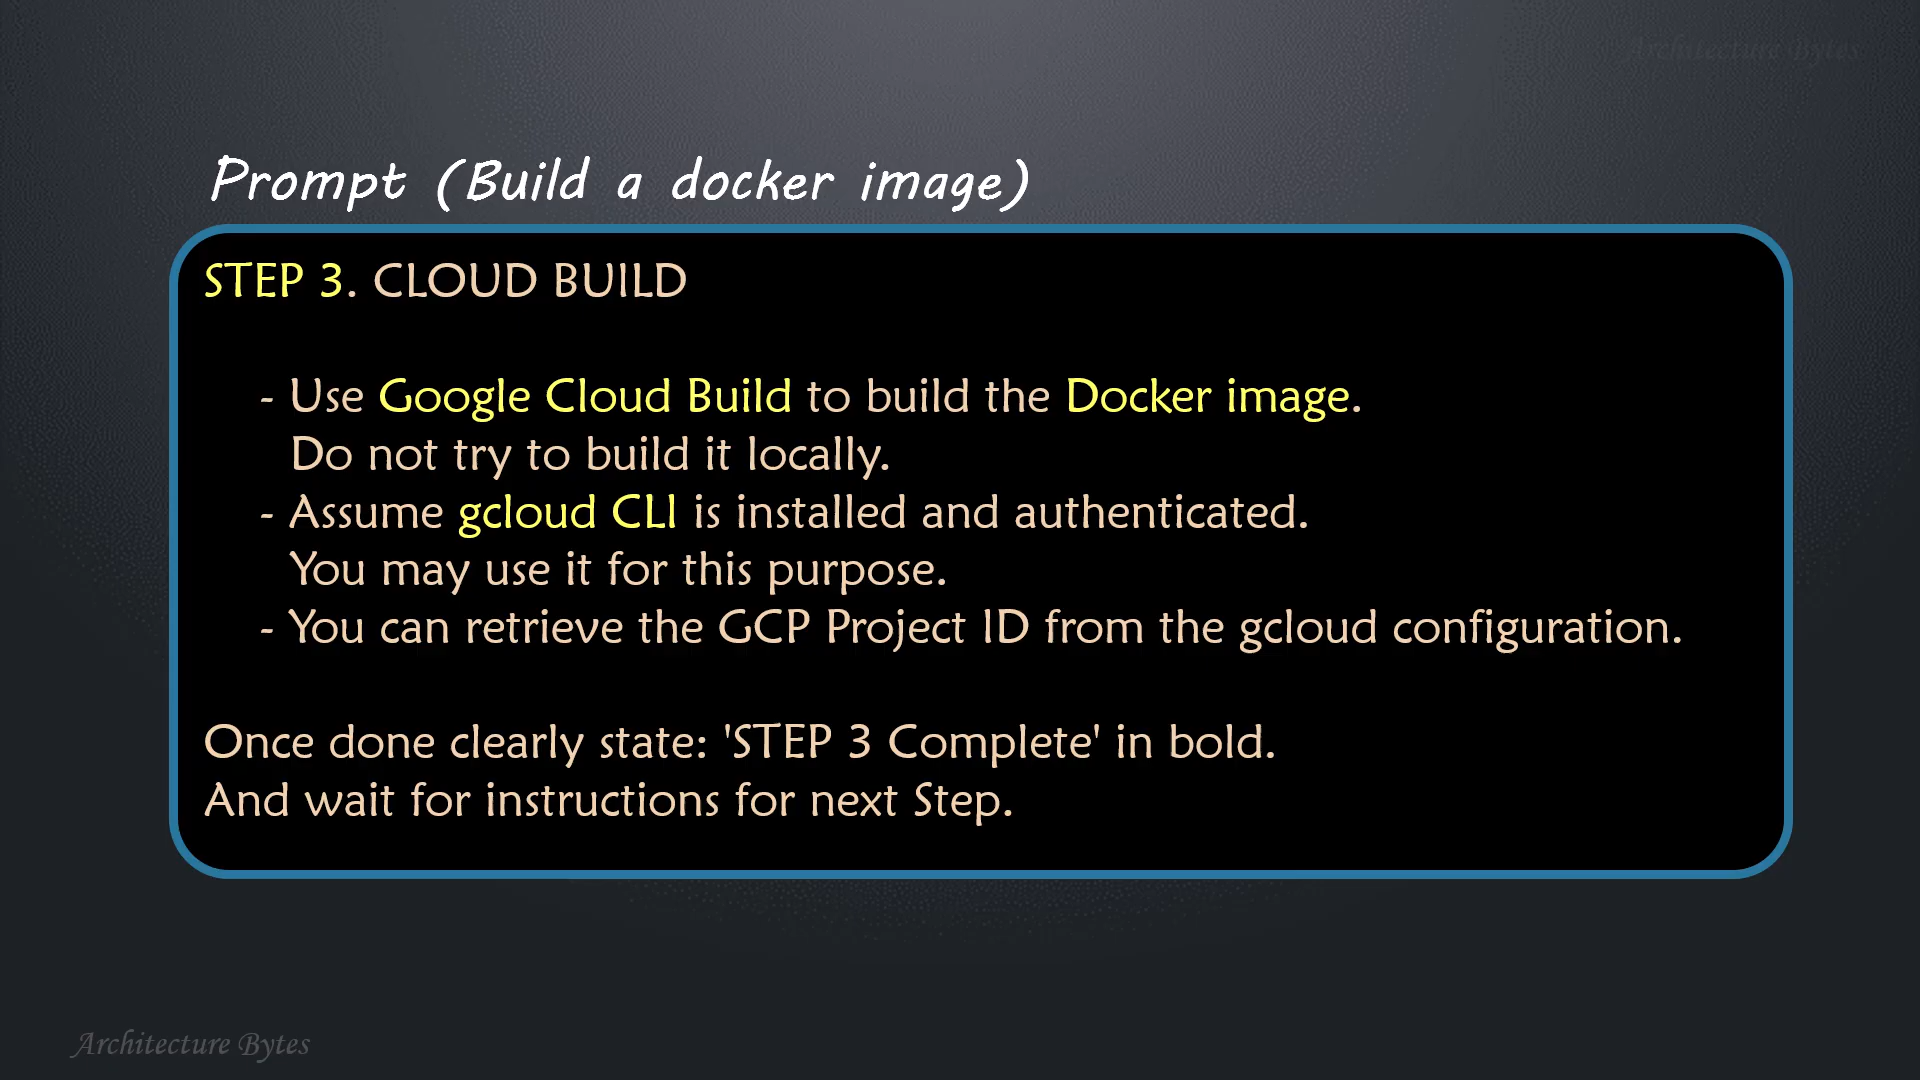 Architecture Bytes
Prompt (Build a docker image)
STEP 3. CLOUD BUILD
- Use Google Cloud Build to build the Docker image.
Do not try to build it locally.
- Assume gcloud CLI is installed and authenticated.
You may use it for this purpose.
- You can retrieve the GCP Project ID from the gcloud configuration.
Once done clearly state: 'STEP 3 Complete' in bold.
And wait for instructions for next Step.
Architecture Bytes